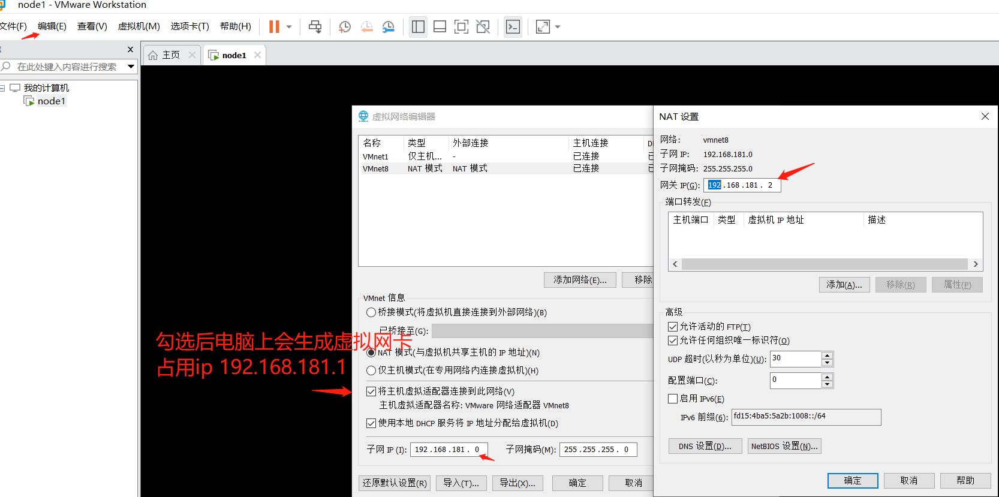 node1 - VMware Workstation
文件(F) 编辑(E) 查看(V) 虚拟机(M) 选项卡(T) 帮助(H)
在此处键入内容进行搜索
主页
node1
我的计算机
node1
虚拟网络编辑器
名称 类型 外部连接 主机连接
VMnet1 仅主机... - 已连接
VMnet8 NAT 模式 NAT 模式 已连接
添加网络(E)... 移除
VMnet 信息
桥接模式(将虚拟机直接连接到外部网络)(B)
已桥接至(G):
NAT 模式(与虚拟机共享主机的 IP 地址)(N)
仅主机模式(在专用网络内连接虚拟机)(H)
将主机虚拟适配器连接到此网络(V)
主机虚拟适配器名称: VMware 网络适配器 VMnet8
使用本地 DHCP 服务将 IP 地址分配给虚拟机(D)
子网 IP (I): 192.168.181. 0 子网掩码(M): 255.255.255. 0
还原默认设置(R) 导入(T)... 导出(X)... 确定 取消
勾选后电脑上会生成虚拟网卡
占用ip 192.168.181.1
NAT 设置
网络: vmnet8
子网 IP: 192.168.181.0
子网掩码: 255.255.255.0
网关 IP(G): 192.168.181. 2
端口转发(F)
主机端口 类型 虚拟机 IP 地址 描述
添加(A)... 移除(R) 属性(P)
高级
允许活动的 FTP(T)
允许任何组织唯一标识符(O)
UDP 超时(以秒为单位)(U): 30
配置端口(C): 0
启用 IPv6(E)
IPv6 前缀(6): fd15:4ba5:5a2b:1008::/64
DNS 设置(D)... NetBIOS 设置(N)...
确定 取消 帮助